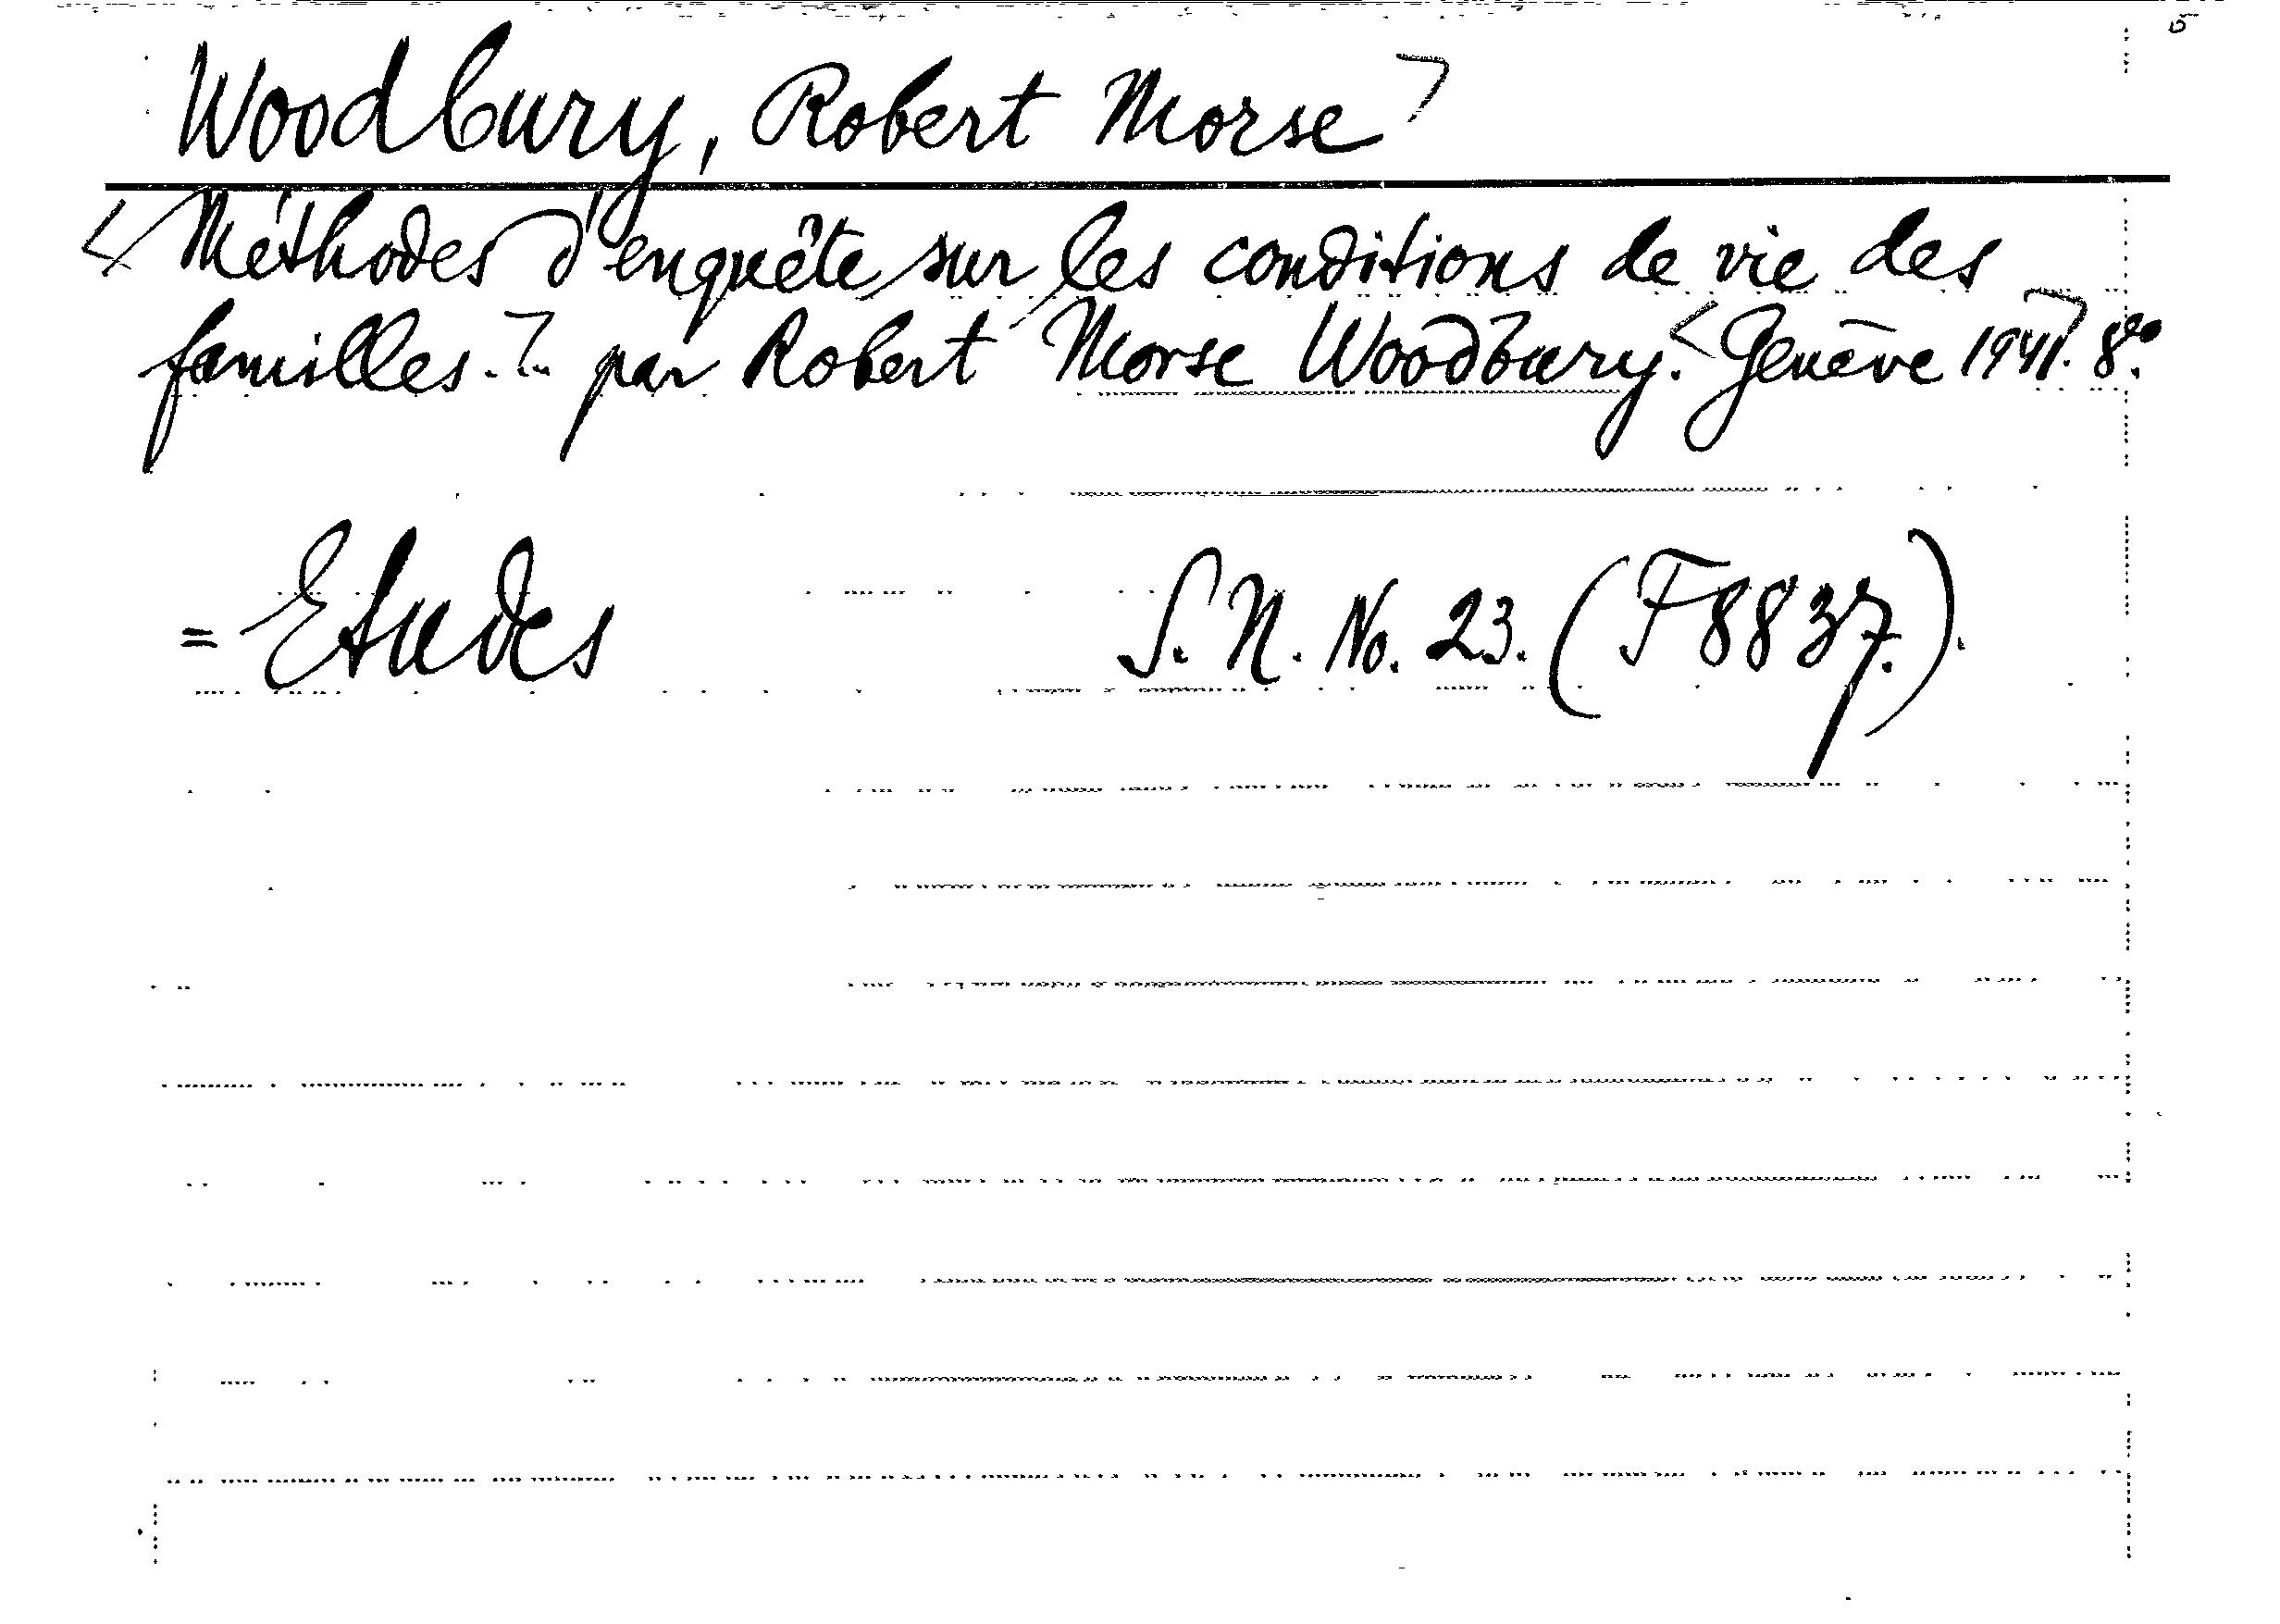 5
Woodbury, Robert Morse
Méthodes d'enquête sur les conditions de vie des
familles... par Robert Morse Woodbury. Genève 1941. 8°.
= Etudes S. N. No. 23. (F 8837.).